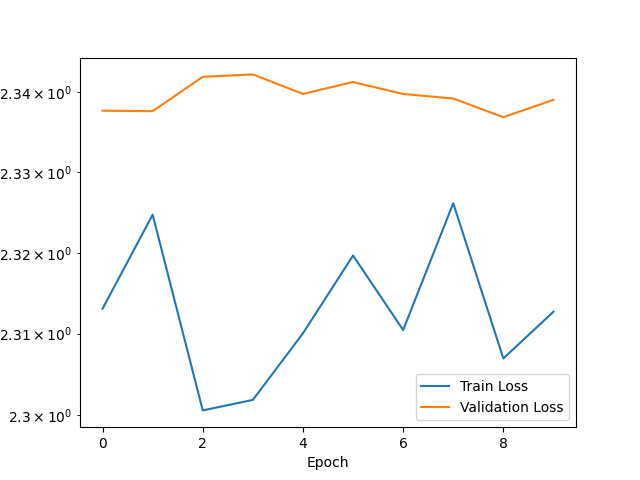 2.34 × 10⁰
2.33 × 10⁰
2.32 × 10⁰
2.31 × 10⁰
2.3 × 10⁰
0 2 4 6 8
Epoch
Train Loss
Validation Loss